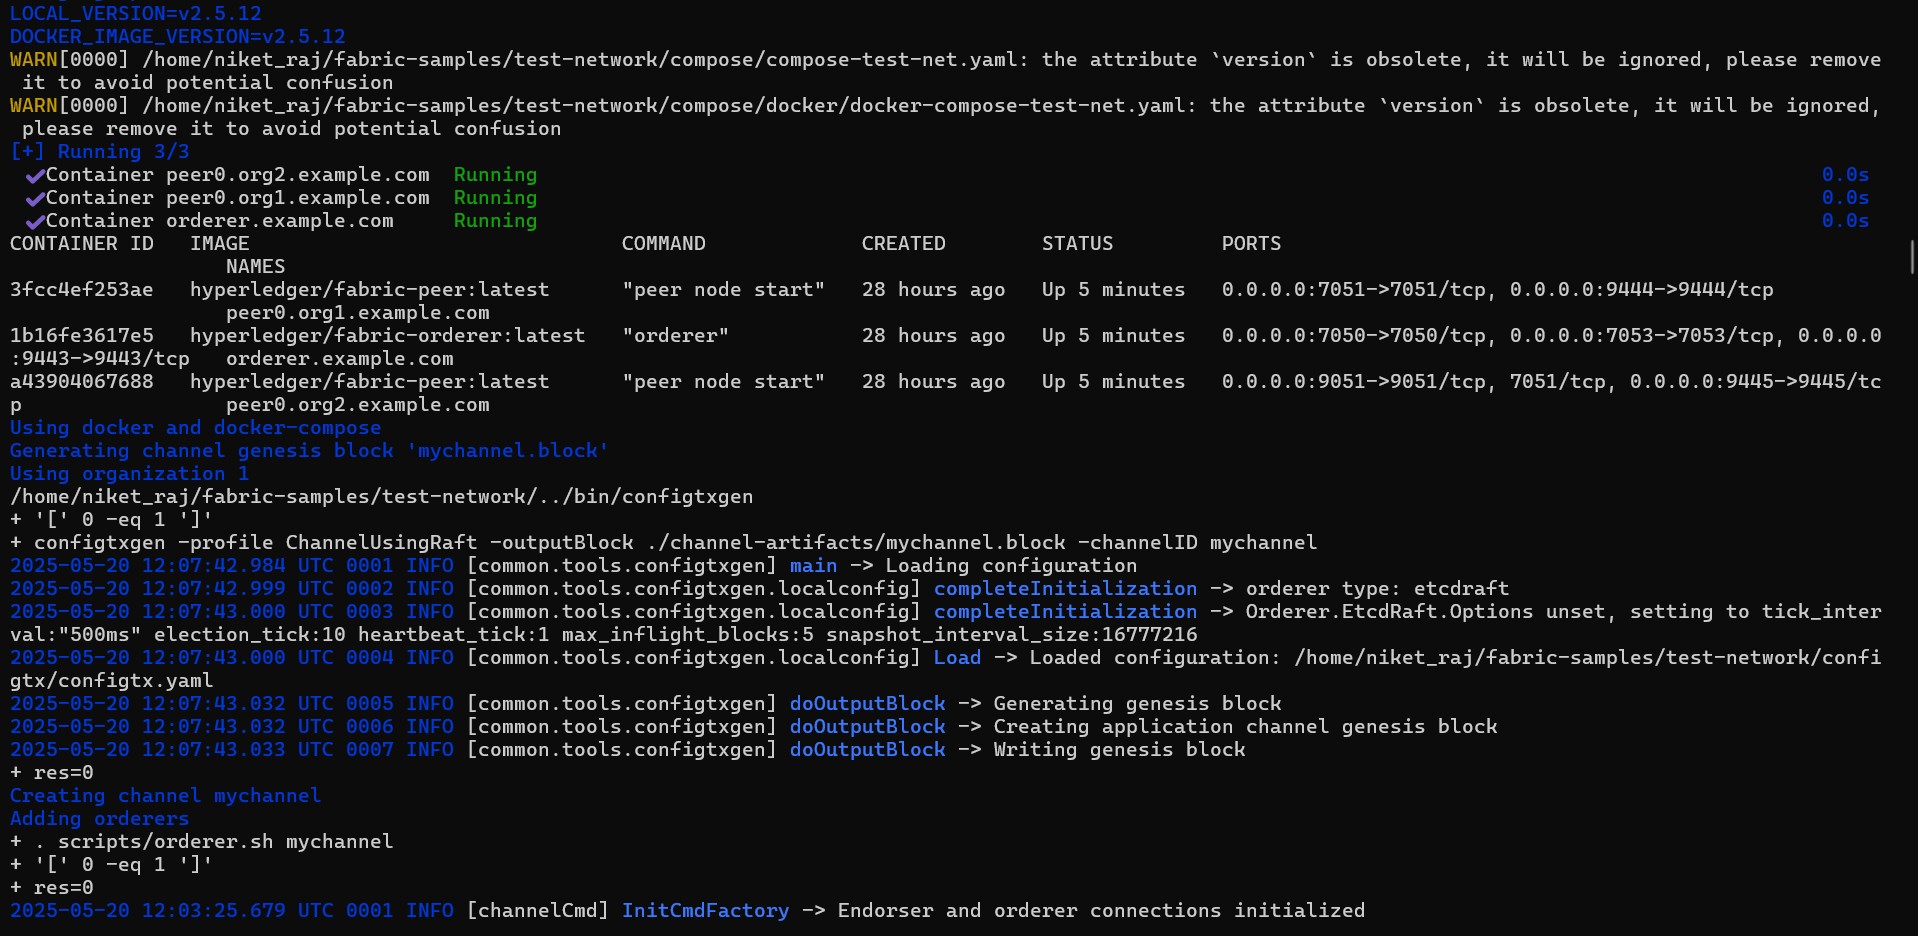 LOCAL_VERSION=v2.5.12
DOCKER_IMAGE_VERSION=v2.5.12
WARN[0000] /home/niket_raj/fabric-samples/test-network/compose/compose-test-net.yaml: the attribute `version` is obsolete, it will be ignored, please remove
 it to avoid potential confusion
WARN[0000] /home/niket_raj/fabric-samples/test-network/compose/docker/docker-compose-test-net.yaml: the attribute `version` is obsolete, it will be ignored,
 please remove it to avoid potential confusion
[+] Running 3/3
 ✔Container peer0.org2.example.com  Running 0.0s
 ✔Container peer0.org1.example.com  Running 0.0s
 ✔Container orderer.example.com     Running 0.0s
CONTAINER ID   IMAGE                               COMMAND             CREATED        STATUS         PORTS
                  NAMES
3fcc4ef253ae   hyperledger/fabric-peer:latest      "peer node start"   28 hours ago   Up 5 minutes   0.0.0.0:7051->7051/tcp, 0.0.0.0:9444->9444/tcp
                  peer0.org1.example.com
1b16fe3617e5   hyperledger/fabric-orderer:latest   "orderer"           28 hours ago   Up 5 minutes   0.0.0.0:7050->7050/tcp, 0.0.0.0:7053->7053/tcp, 0.0.0.0
:9443->9443/tcp   orderer.example.com
a43904067688   hyperledger/fabric-peer:latest      "peer node start"   28 hours ago   Up 5 minutes   0.0.0.0:9051->9051/tcp, 7051/tcp, 0.0.0.0:9445->9445/tc
p                 peer0.org2.example.com
Using docker and docker-compose
Generating channel genesis block 'mychannel.block'
Using organization 1
/home/niket_raj/fabric-samples/test-network/../bin/configtxgen
+ '[' 0 -eq 1 ']'
+ configtxgen -profile ChannelUsingRaft -outputBlock ./channel-artifacts/mychannel.block -channelID mychannel
2025-05-20 12:07:42.984 UTC 0001 INFO [common.tools.configtxgen] main -> Loading configuration
2025-05-20 12:07:42.999 UTC 0002 INFO [common.tools.configtxgen.localconfig] completeInitialization -> orderer type: etcdraft
2025-05-20 12:07:43.000 UTC 0003 INFO [common.tools.configtxgen.localconfig] completeInitialization -> Orderer.EtcdRaft.Options unset, setting to tick_inter
val:"500ms" election_tick:10 heartbeat_tick:1 max_inflight_blocks:5 snapshot_interval_size:16777216
2025-05-20 12:07:43.000 UTC 0004 INFO [common.tools.configtxgen.localconfig] Load -> Loaded configuration: /home/niket_raj/fabric-samples/test-network/confi
gtx/configtx.yaml
2025-05-20 12:07:43.032 UTC 0005 INFO [common.tools.configtxgen] doOutputBlock -> Generating genesis block
2025-05-20 12:07:43.032 UTC 0006 INFO [common.tools.configtxgen] doOutputBlock -> Creating application channel genesis block
2025-05-20 12:07:43.033 UTC 0007 INFO [common.tools.configtxgen] doOutputBlock -> Writing genesis block
+ res=0
Creating channel mychannel
Adding orderers
+ . scripts/orderer.sh mychannel
+ '[' 0 -eq 1 ']'
+ res=0
2025-05-20 12:03:25.679 UTC 0001 INFO [channelCmd] InitCmdFactory -> Endorser and orderer connections initialized